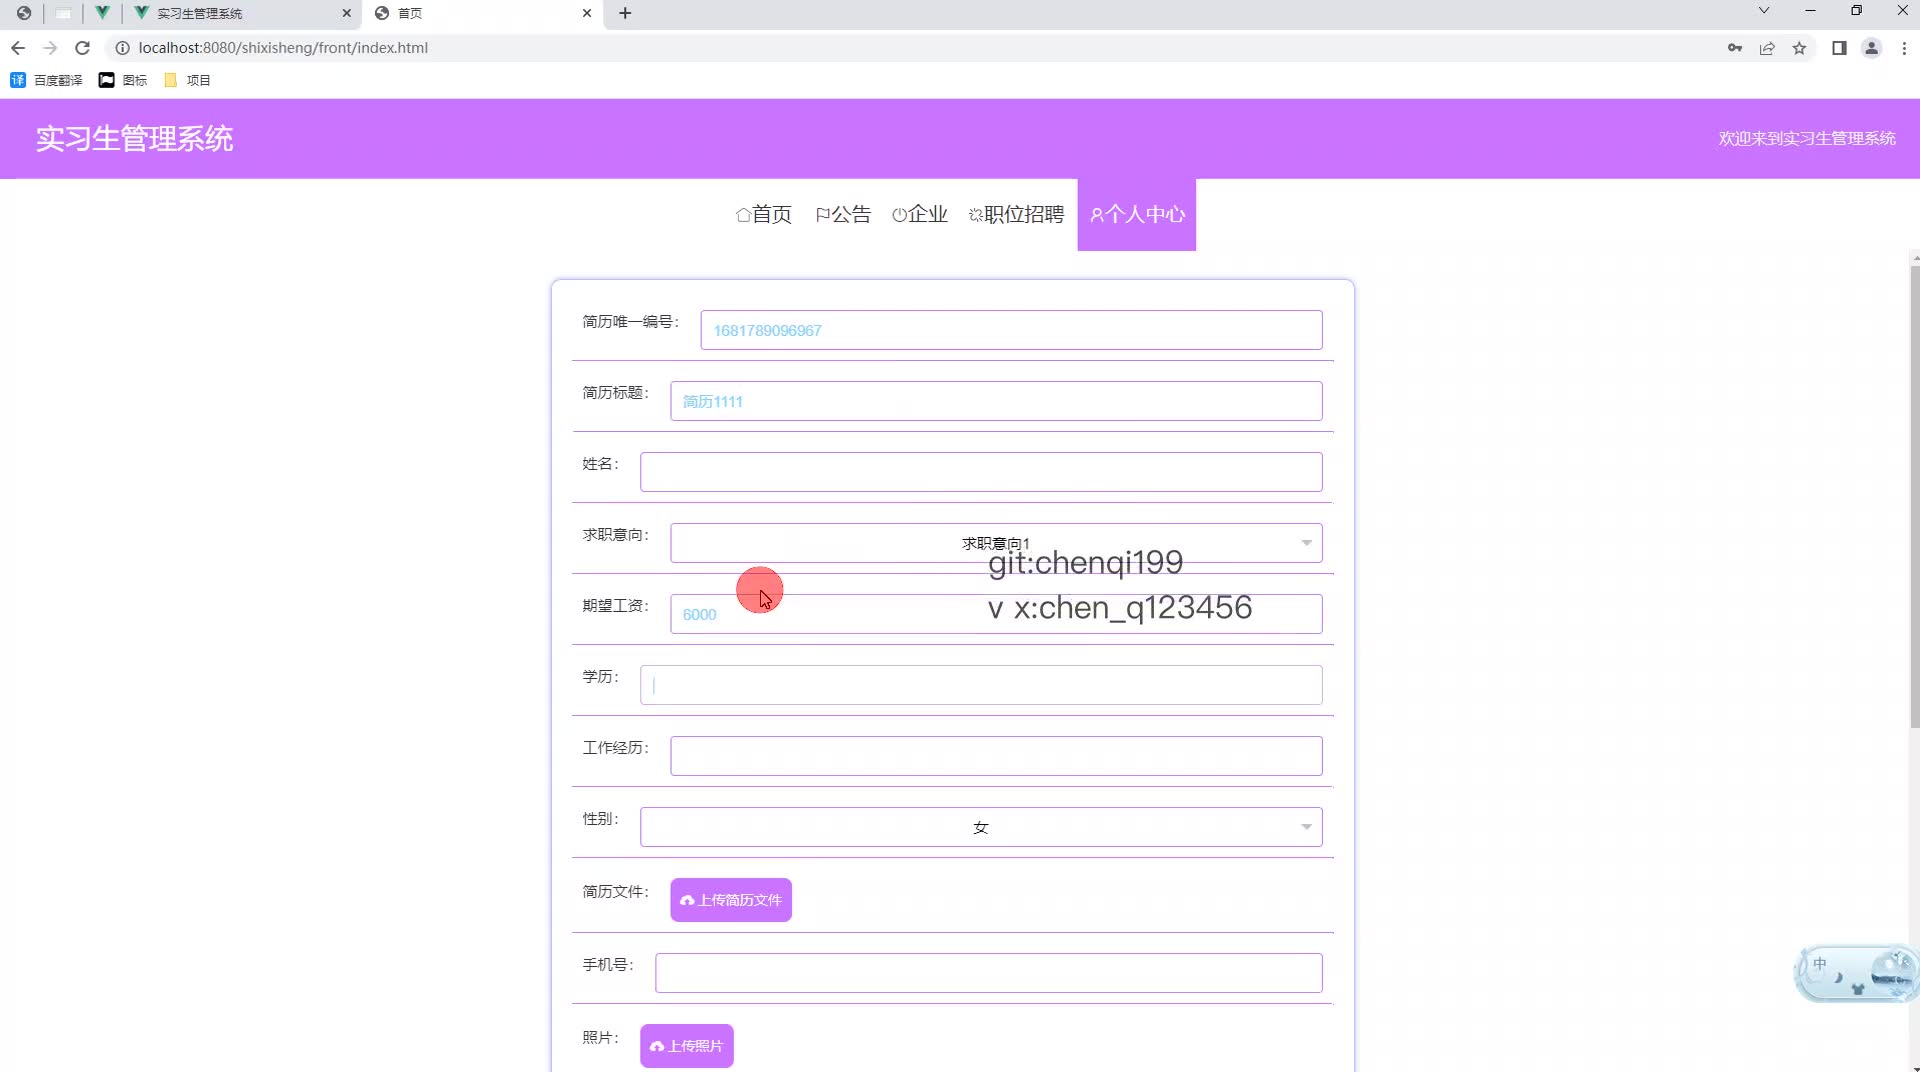 实习生管理系统
首页
localhost:8080/shixisheng/front/index.html
译 百度翻译 图标 项目
实习生管理系统
欢迎来到实习生管理系统
首页 公告 企业 职位招聘 个人中心
简历唯一编号： 1681789096967
简历标题： 简历1111
姓名：
求职意向： 求职意向1
git:chenqi199
期望工资： 6000
v x:chen_q123456
学历：
工作经历：
性别： 女
简历文件： 上传简历文件
手机号：
中
照片： 上传照片